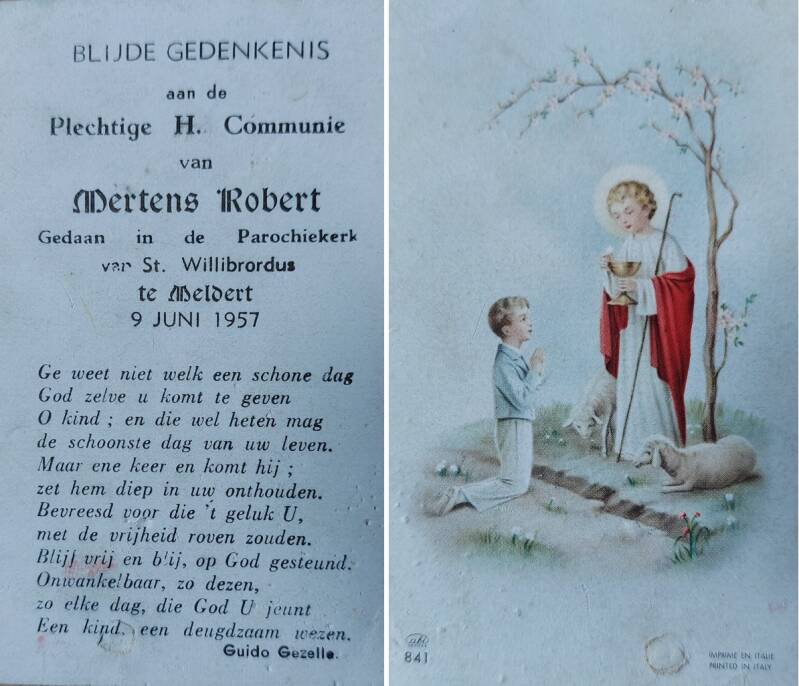 BLIJDE GEDENKENIS
aan de
Plechtige H. Communie
van
Mertens Robert
Gedaan in de Parochiekerk
van St. Willibrordus
te Meldert
9 JUNI 1957
Ge weet niet welk een schone dag
God zelve u komt te geven
O kind ; en die wel heten mag
de schoonste dag van uw leven.
Maar ene keer en komt hij ;
zet hem diep in uw onthouden.
Bevreesd voor die 't geluk U,
met de vrijheid roven zouden.
Blijf vrij en blij, op God gesteund.
Onwankelbaar, zo dezen,
zo elke dag, die God U jeunt
Een kind, een deugdzaam wezen.
Guido Gezelle.
841
IMPRIMÉ EN ITALIE
PRINTED IN ITALY